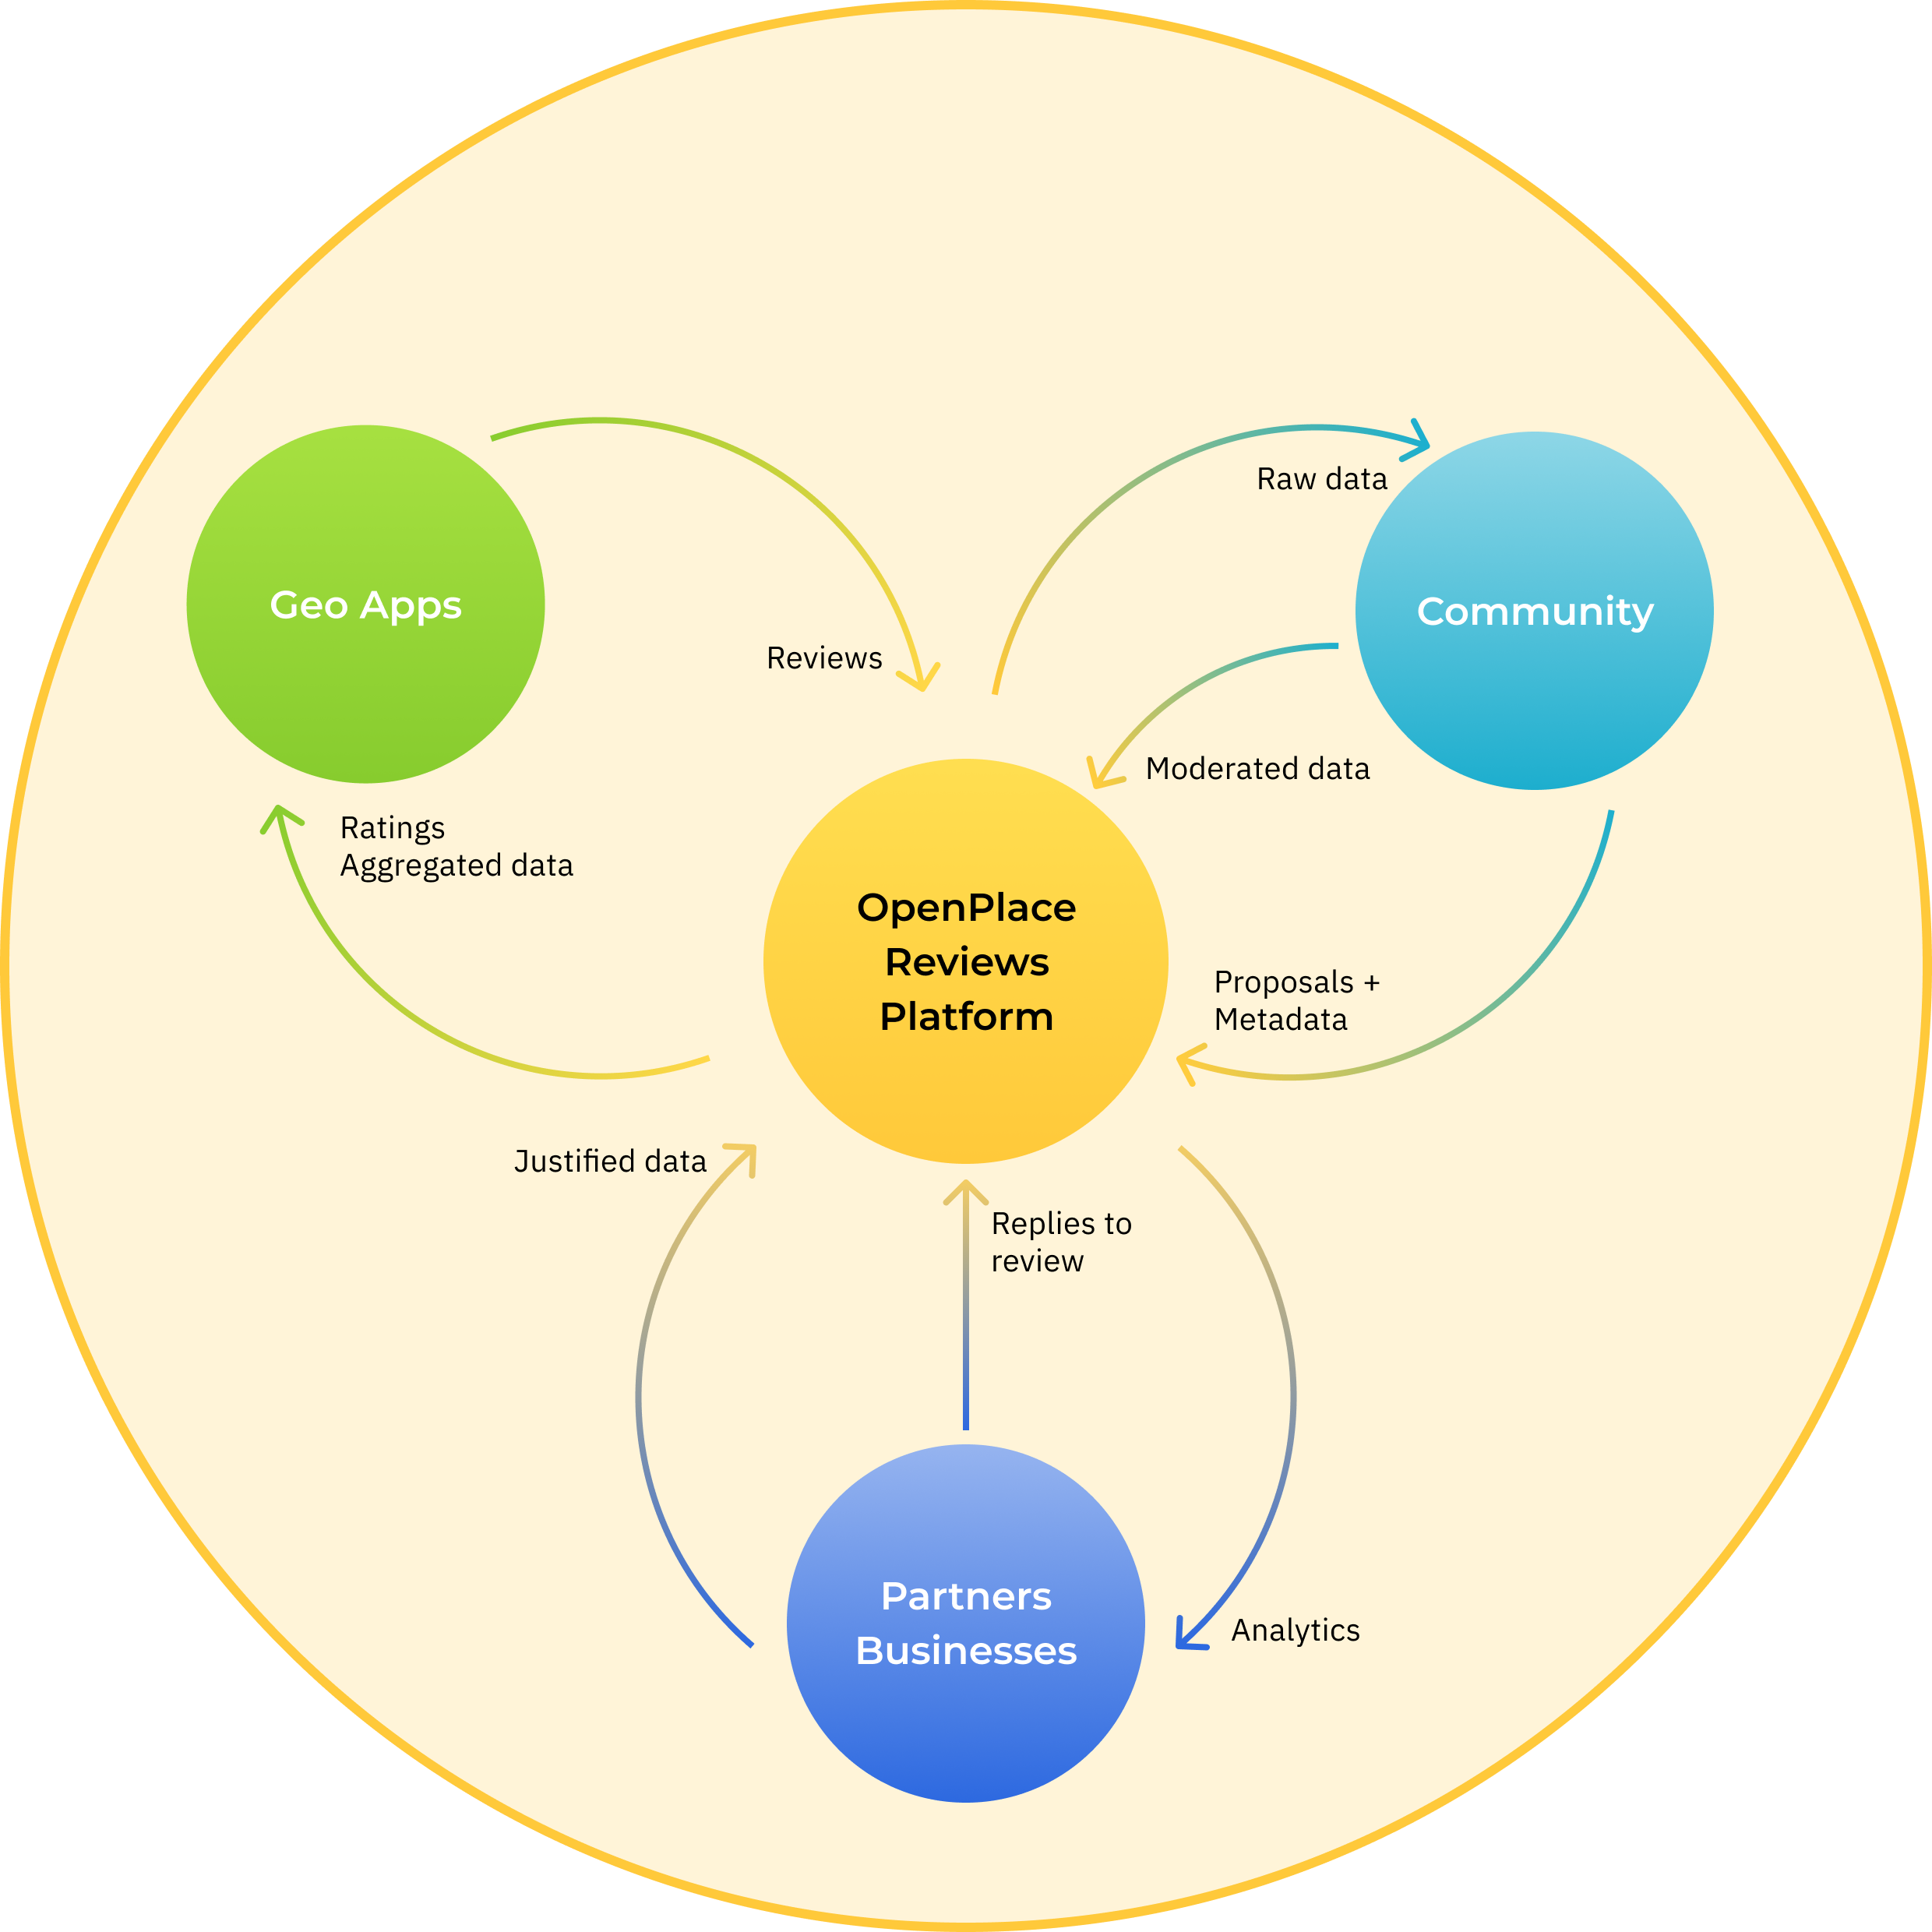 Raw data
Geo Apps
Community
Reviews
Moderated data
Ratings
Aggregated data
OpenPlace
Reviews
Platform
Proposals +
Metadata
Justified data
Replies to
review
Partners
Businesses
Analytics